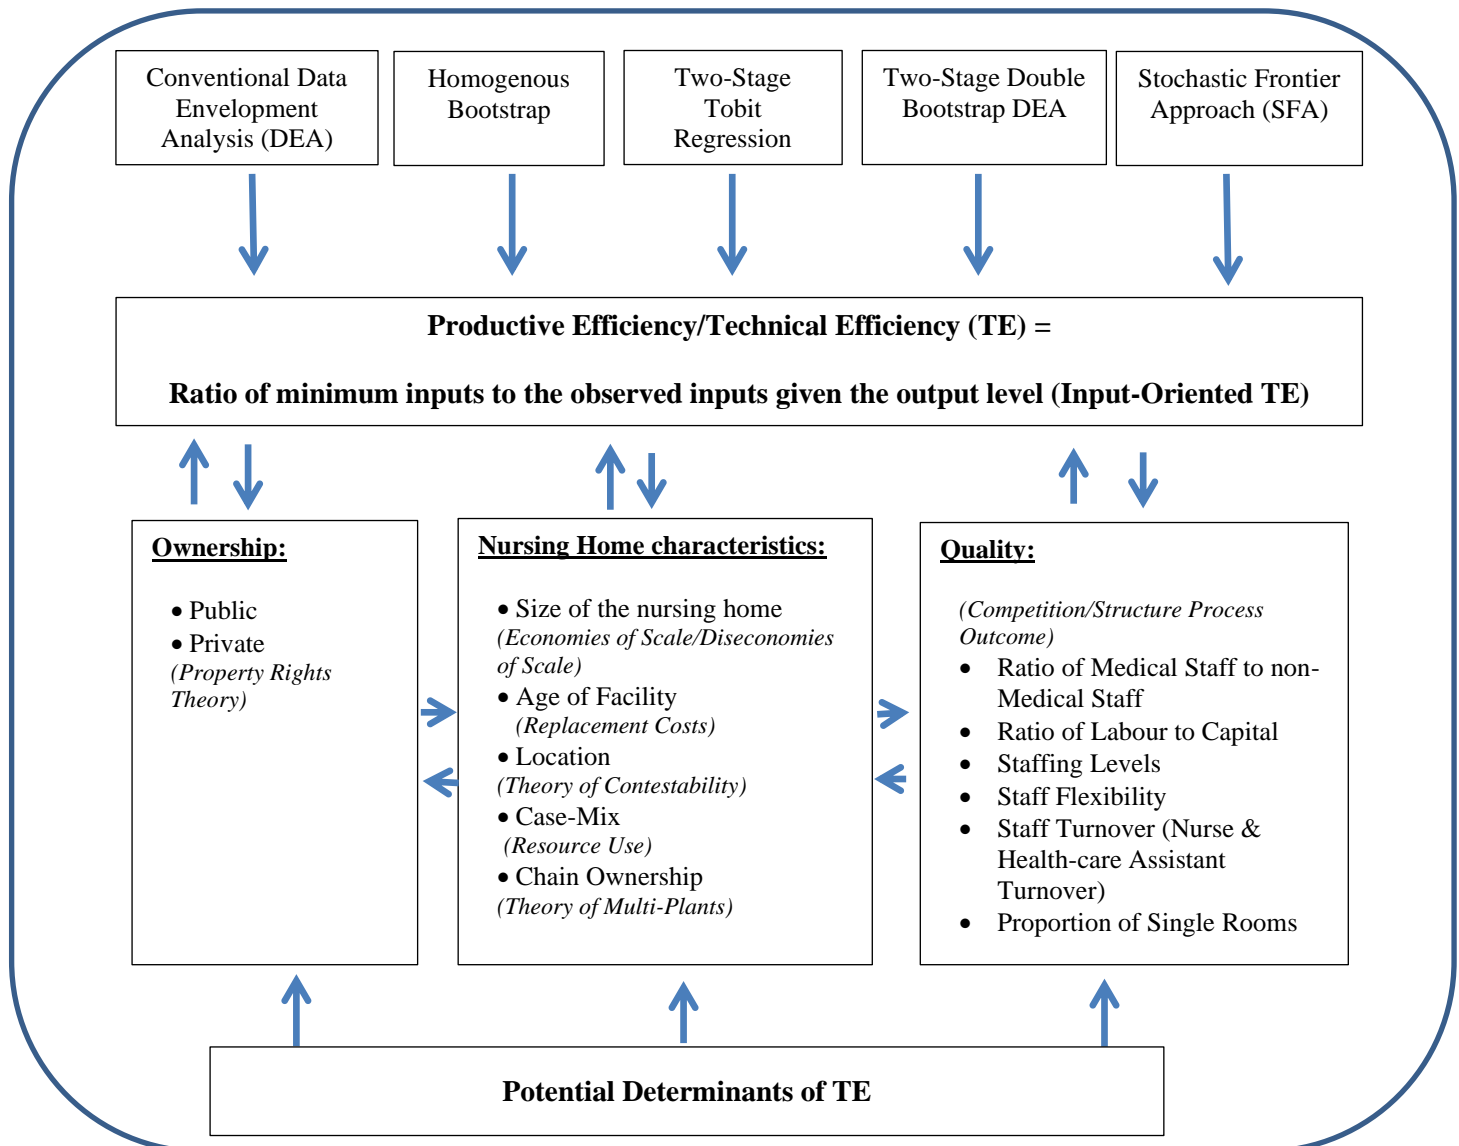 Conventional Data
Envelopment
Analysis (DEA)
Homogenous
Bootstrap
Two-Stage
Tobit
Regression
Two-Stage Double
Bootstrap DEA
Stochastic Frontier
Approach (SFA)
Productive Efficiency/Technical Efficiency (TE) =
Ratio of minimum inputs to the observed inputs given the output level (Input-Oriented TE)
Ownership:
• Public
• Private
(Property Rights
Theory)
Nursing Home characteristics:
• Size of the nursing home
(Economies of Scale/Diseconomies
of Scale)
• Age of Facility
(Replacement Costs)
• Location
(Theory of Contestability)
• Case-Mix
(Resource Use)
• Chain Ownership
(Theory of Multi-Plants)
Quality:
(Competition/Structure Process
Outcome)
• Ratio of Medical Staff to non-
Medical Staff
• Ratio of Labour to Capital
• Staffing Levels
• Staff Flexibility
• Staff Turnover (Nurse &
Health-care Assistant
Turnover)
• Proportion of Single Rooms
Potential Determinants of TE